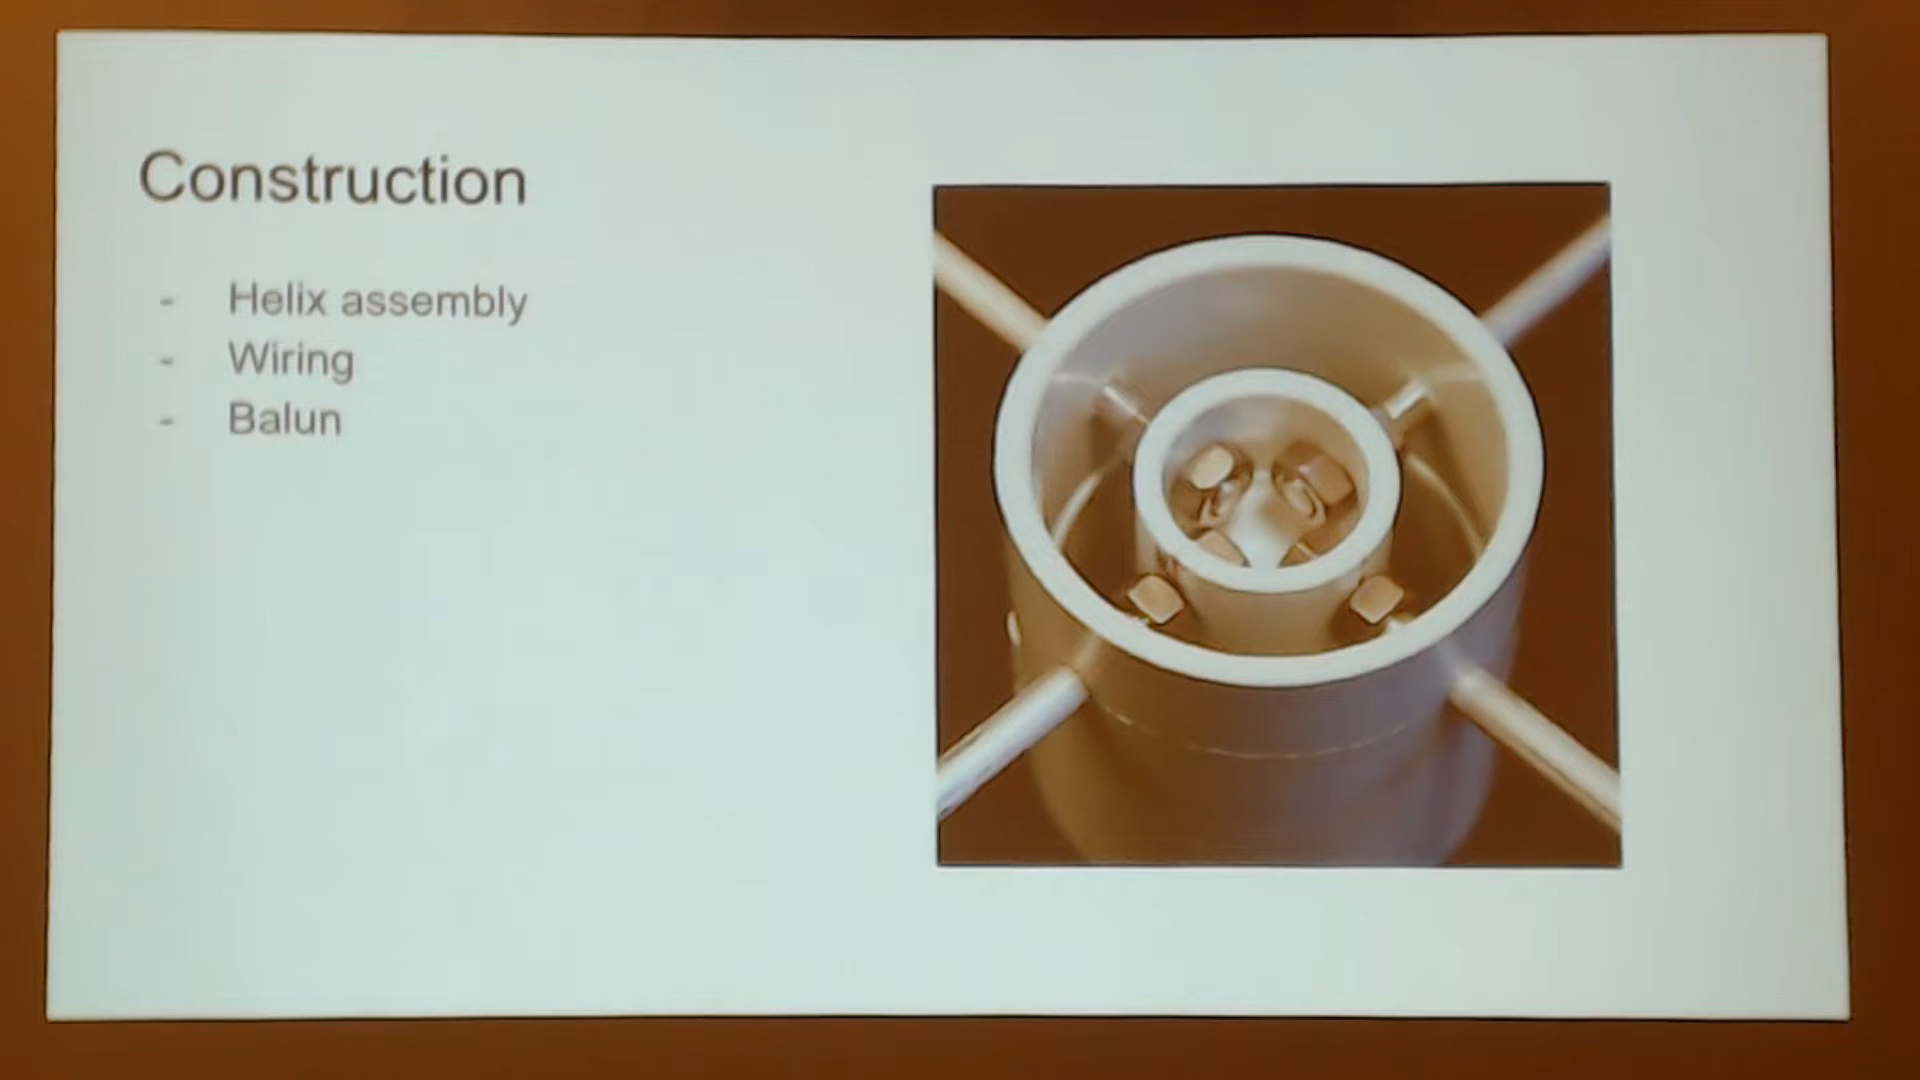 Construction
- Helix assembly
- Wiring
- Balun